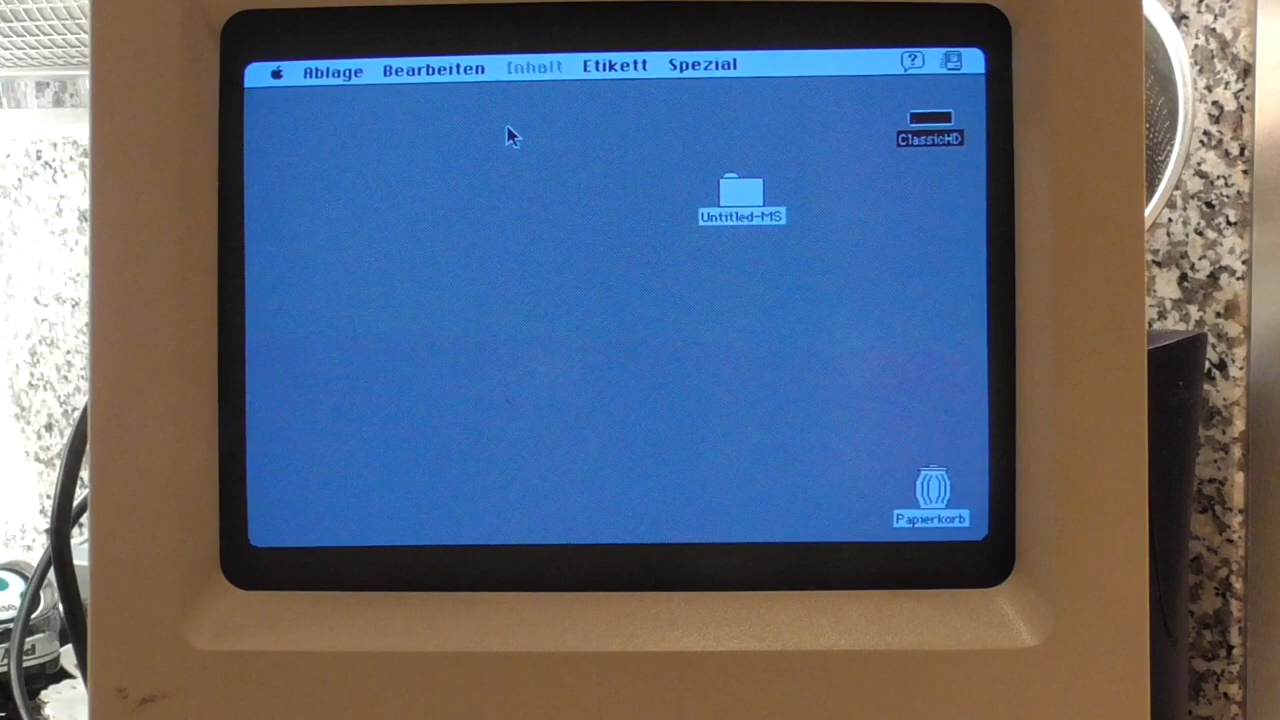 Ablage Bearbeiten Inhalt Etikett Spezial
ClassicHD
Untitled-MS
Papierkorb